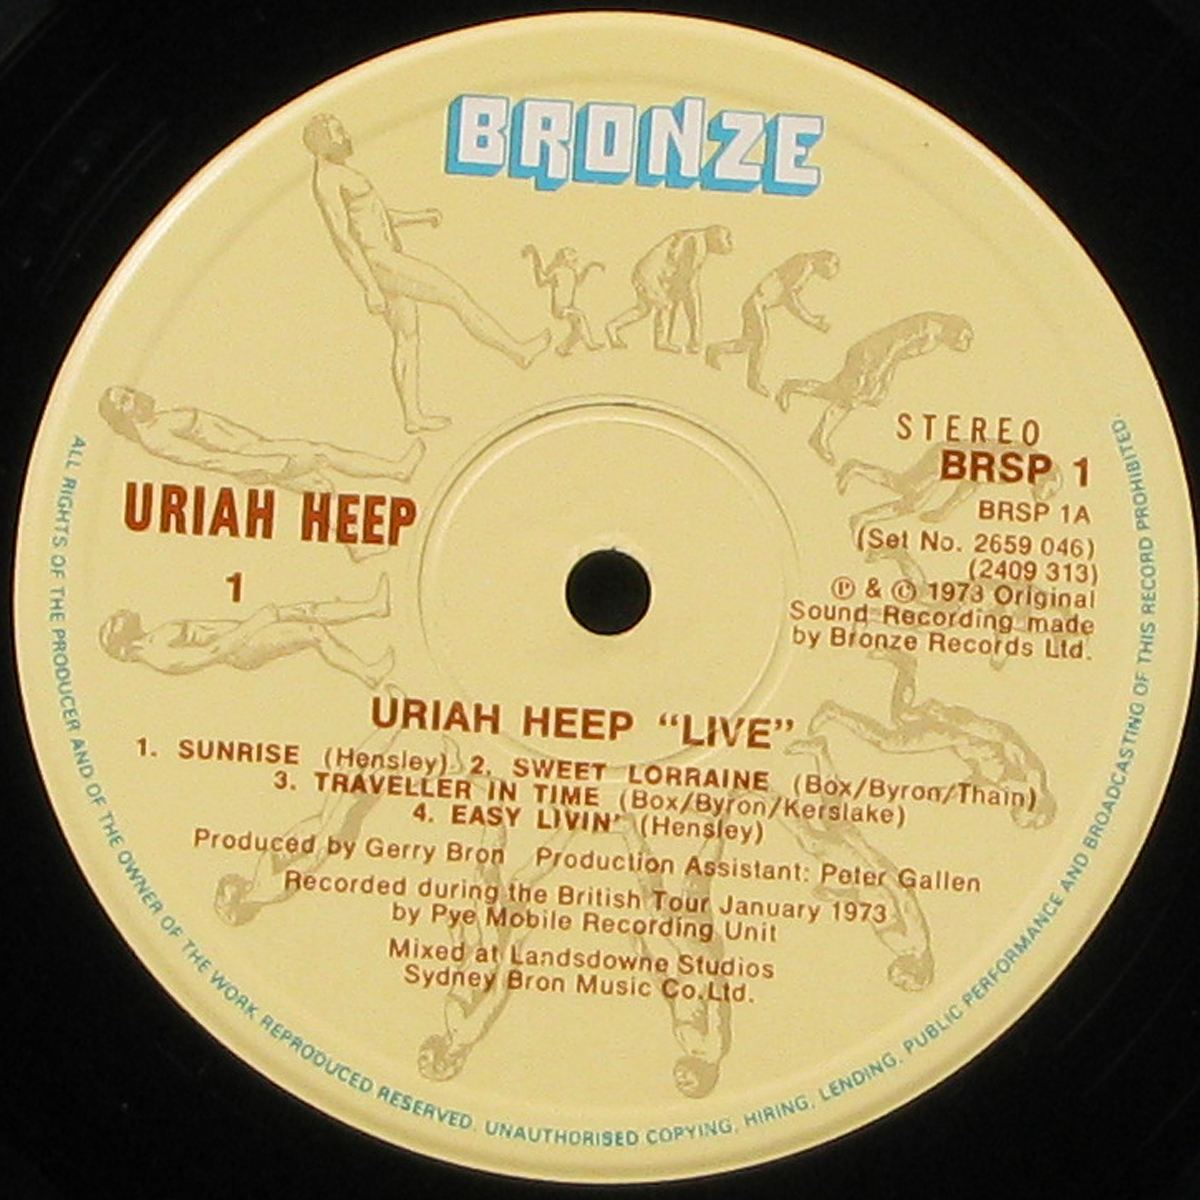 BRONZE
STEREO
BRSP 1
BRSP 1A
(Set No. 2659 046)
(2409 313)
℗ & © 1973 Original
Sound Recording made
by Bronze Records Ltd.
URIAH HEEP
1
URIAH HEEP “LIVE”
1. SUNRISE (Hensley) 2. SWEET LORRAINE (Box/Byron/Thain)
3. TRAVELLER IN TIME (Box/Byron/Kerslake)
4. EASY LIVIN' (Hensley)
Produced by Gerry Bron Production Assistant: Peter Gallen
Recorded during the British Tour January 1973
by Pye Mobile Recording Unit
Mixed at Landsdowne Studios
Sydney Bron Music Co. Ltd.
ALL RIGHTS OF THE PRODUCER AND OF THE OWNER OF THE WORK REPRODUCED RESERVED. UNAUTHORISED COPYING, HIRING, LENDING, PUBLIC PERFORMANCE AND BROADCASTING OF THIS RECORD PROHIBITED.